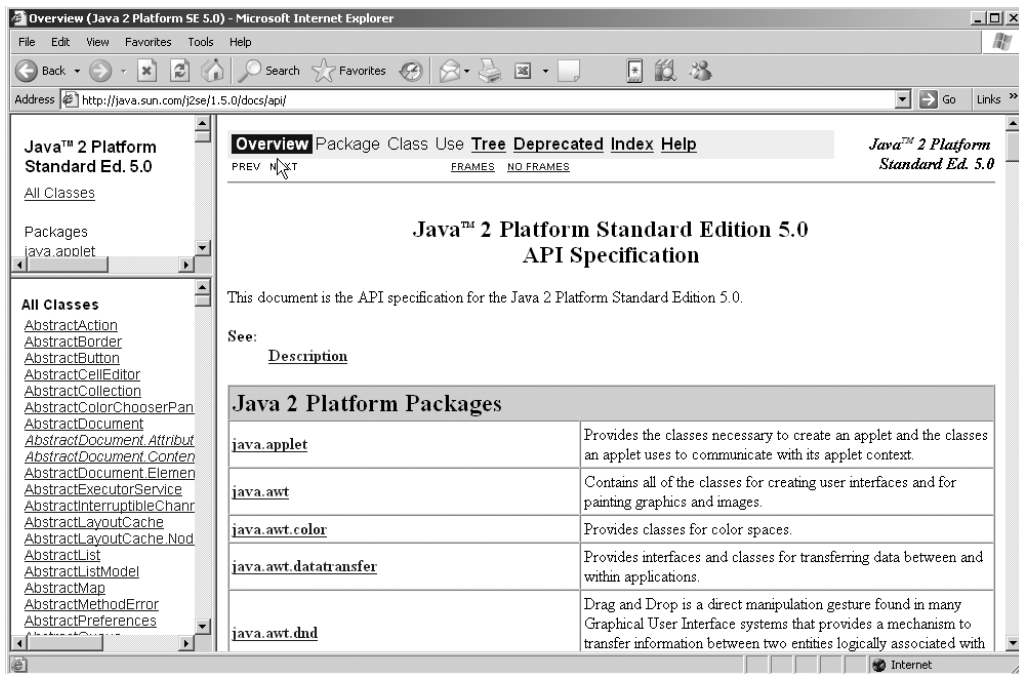 Overview (Java 2 Platform SE 5.0) - Microsoft Internet Explorer
File Edit View Favorites Tools Help
Back Search Favorites
Address http://java.sun.com/j2se/1.5.0/docs/api/ Go Links »
Java™ 2 Platform
Standard Ed. 5.0
All Classes
Packages
java.applet
All Classes
AbstractAction
AbstractBorder
AbstractButton
AbstractCellEditor
AbstractCollection
AbstractColorChooserPan
AbstractDocument
AbstractDocument.Attribut
AbstractDocument.Conten
AbstractDocument.Elemen
AbstractExecutorService
AbstractInterruptibleChanr
AbstractLayoutCache
AbstractLayoutCache.Nod
AbstractList
AbstractListModel
AbstractMap
AbstractMethodError
AbstractPreferences
Overview Package Class Use Tree Deprecated Index Help
PREV NEXT FRAMES NO FRAMES
Java™ 2 Platform
Standard Ed. 5.0
Java™ 2 Platform Standard Edition 5.0
API Specification
This document is the API specification for the Java 2 Platform Standard Edition 5.0.
See:
Description
Java 2 Platform Packages
java.applet
Provides the classes necessary to create an applet and the classes
an applet uses to communicate with its applet context.
java.awt
Contains all of the classes for creating user interfaces and for
painting graphics and images.
java.awt.color
Provides classes for color spaces.
java.awt.datatransfer
Provides interfaces and classes for transferring data between and
within applications.
java.awt.dnd
Drag and Drop is a direct manipulation gesture found in many
Graphical User Interface systems that provides a mechanism to
transfer information between two entities logically associated with
Internet